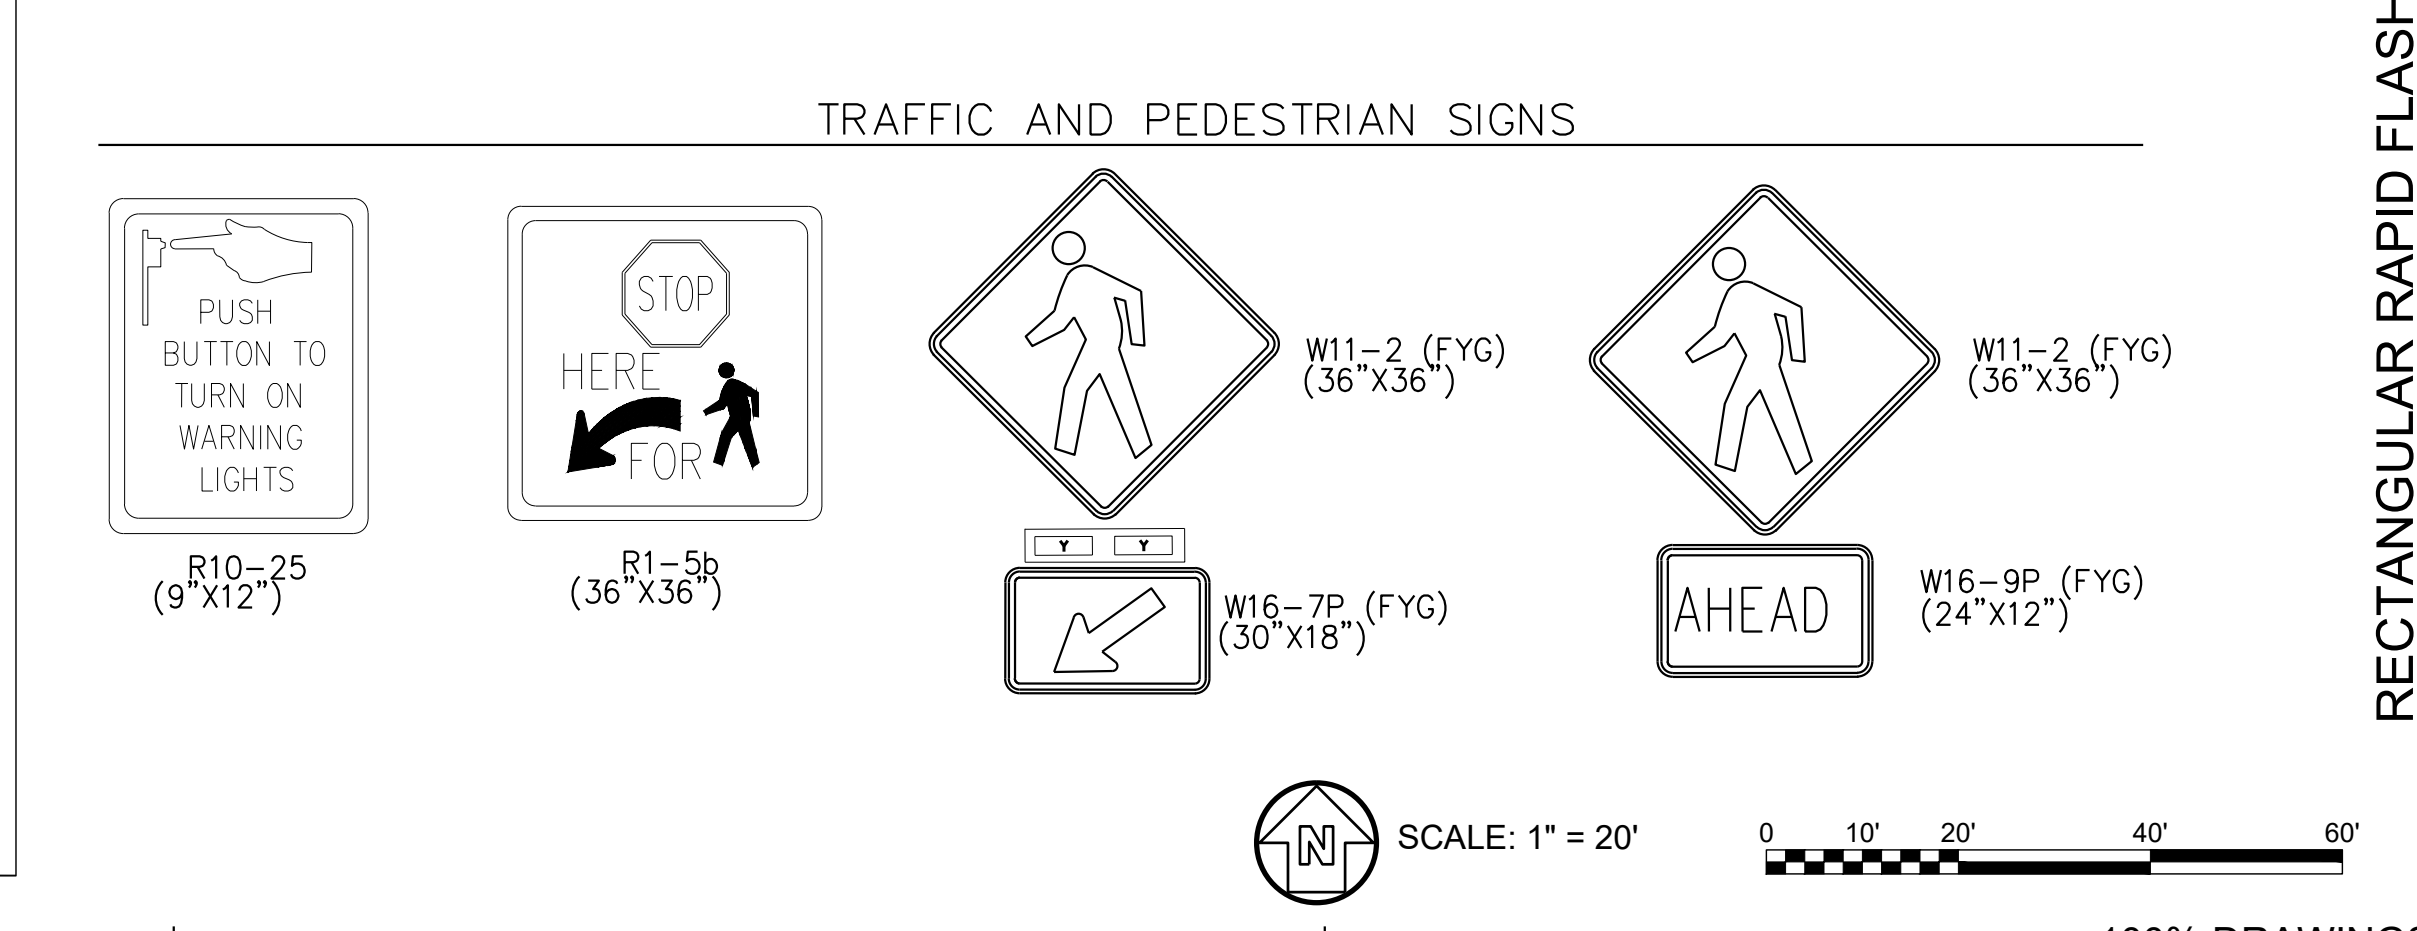 TRAFFIC AND PEDESTRIAN SIGNS
PUSH
BUTTON TO
TURN ON
WARNING
LIGHTS
R10-25
(9"X12")
STOP
HERE
FOR
R1-5b
(36"X36")
W11-2 (FYG)
(36"X36")
Y Y
W16-7P (FYG)
(30"X18")
W11-2 (FYG)
(36"X36")
AHEAD
W16-9P (FYG)
(24"X12")
N
SCALE: 1" = 20'
0 10' 20' 40' 60'
RECTANGULAR RAPID FLASH
100% DRAWINGS